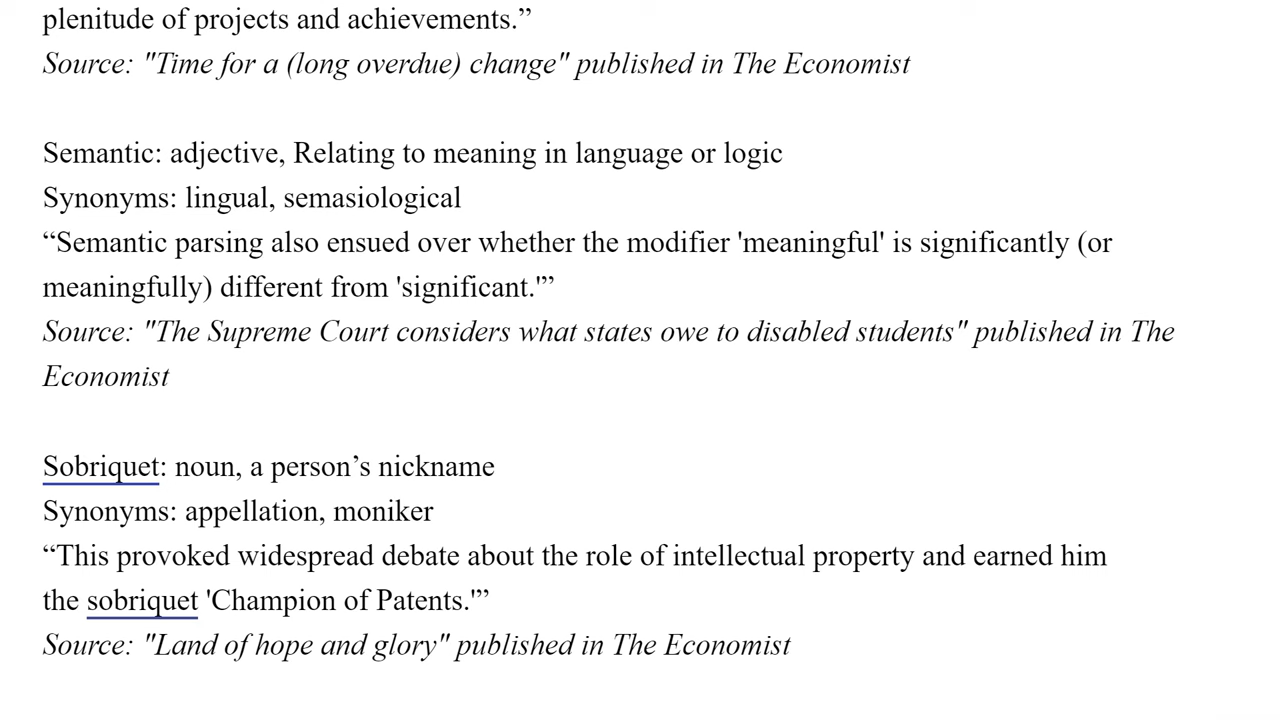 plenitude of projects and achievements.”
Source: "Time for a (long overdue) change" published in The Economist
Semantic: adjective, Relating to meaning in language or logic
Synonyms: lingual, semasiological
“Semantic parsing also ensued over whether the modifier 'meaningful' is significantly (or
meaningfully) different from 'significant.'”
Source: "The Supreme Court considers what states owe to disabled students" published in The
Economist
Sobriquet: noun, a person’s nickname
Synonyms: appellation, moniker
“This provoked widespread debate about the role of intellectual property and earned him
the sobriquet 'Champion of Patents.'”
Source: "Land of hope and glory" published in The Economist